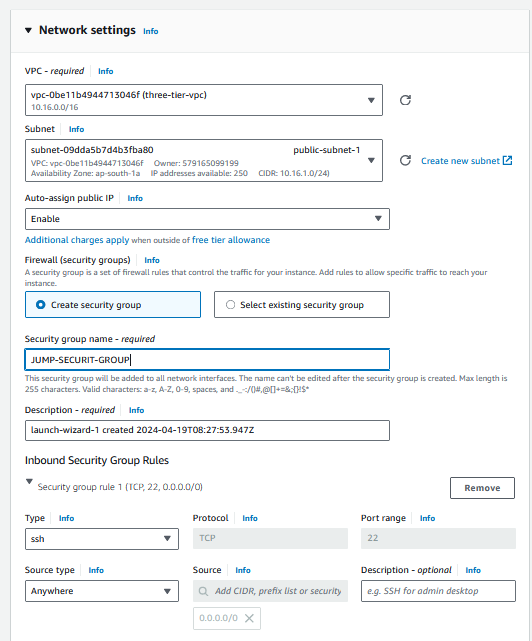 Network settings Info
VPC - required Info
vpc-0be11b4944713046f (three-tier-vpc)
10.16.0.0/16
Subnet Info
subnet-09dda5b7d4b3fba80 public-subnet-1
VPC: vpc-0be11b4944713046f Owner: 579165099199
Availability Zone: ap-south-1a IP addresses available: 250 CIDR: 10.16.1.0/24)
Create new subnet
Auto-assign public IP Info
Enable
Additional charges apply when outside of free tier allowance
Firewall (security groups) Info
A security group is a set of firewall rules that control the traffic for your instance. Add rules to allow specific traffic to reach your
instance.
Create security group Select existing security group
Security group name - required
JUMP-SECURIT-GROUP
This security group will be added to all network interfaces. The name can't be edited after the security group is created. Max length is
255 characters. Valid characters: a-z, A-Z, 0-9, spaces, and ._-:/()#,@[]+=&;{}!$*
Description - required Info
launch-wizard-1 created 2024-04-19T08:27:53.947Z
Inbound Security Group Rules
Security group rule 1 (TCP, 22, 0.0.0.0/0) Remove
Type Info Protocol Info Port range Info
ssh TCP 22
Source type Info Source Info Description - optional Info
Anywhere Add CIDR, prefix list or security e.g. SSH for admin desktop
0.0.0.0/0